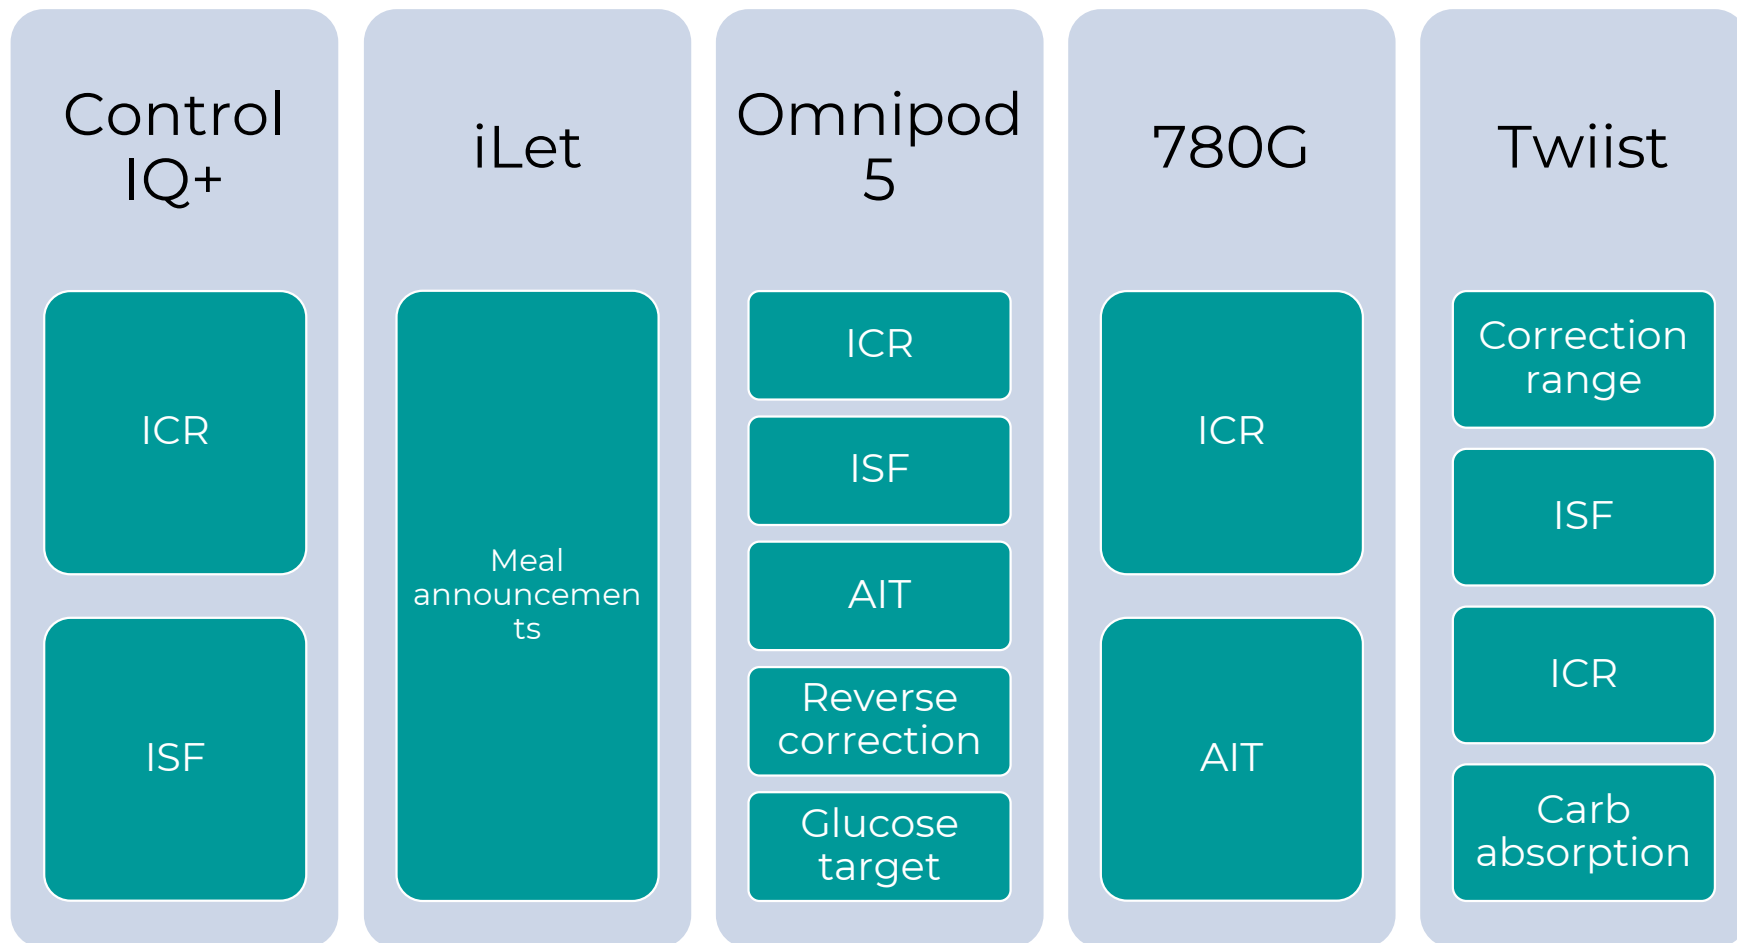 Control
IQ+
ICR
ISF
iLet
Meal
announcemen
ts
Omnipod
5
ICR
ISF
AIT
Reverse
correction
Glucose
target
780G
ICR
AIT
Twiist
Correction
range
ISF
ICR
Carb
absorption